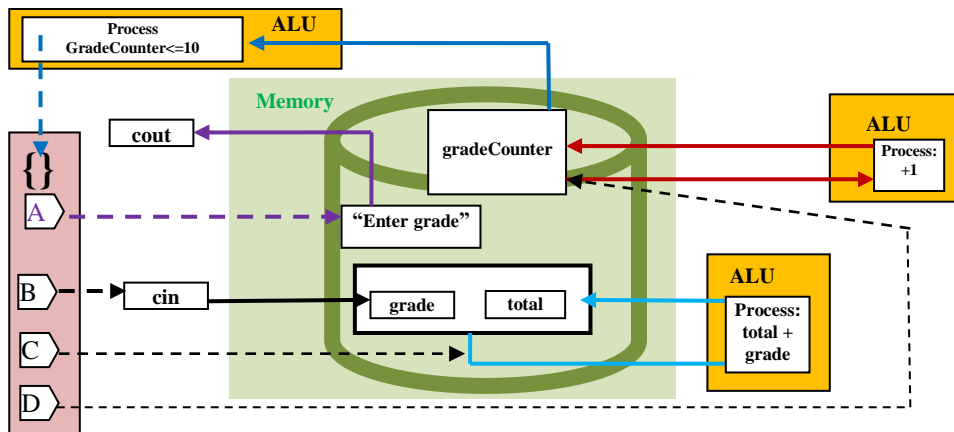 Process
GradeCounter<=10
ALU
Memory
cout
gradeCounter
ALU
Process:
+1
{}
A
“Enter grade”
B
cin
grade
total
ALU
Process:
total +
grade
C
D